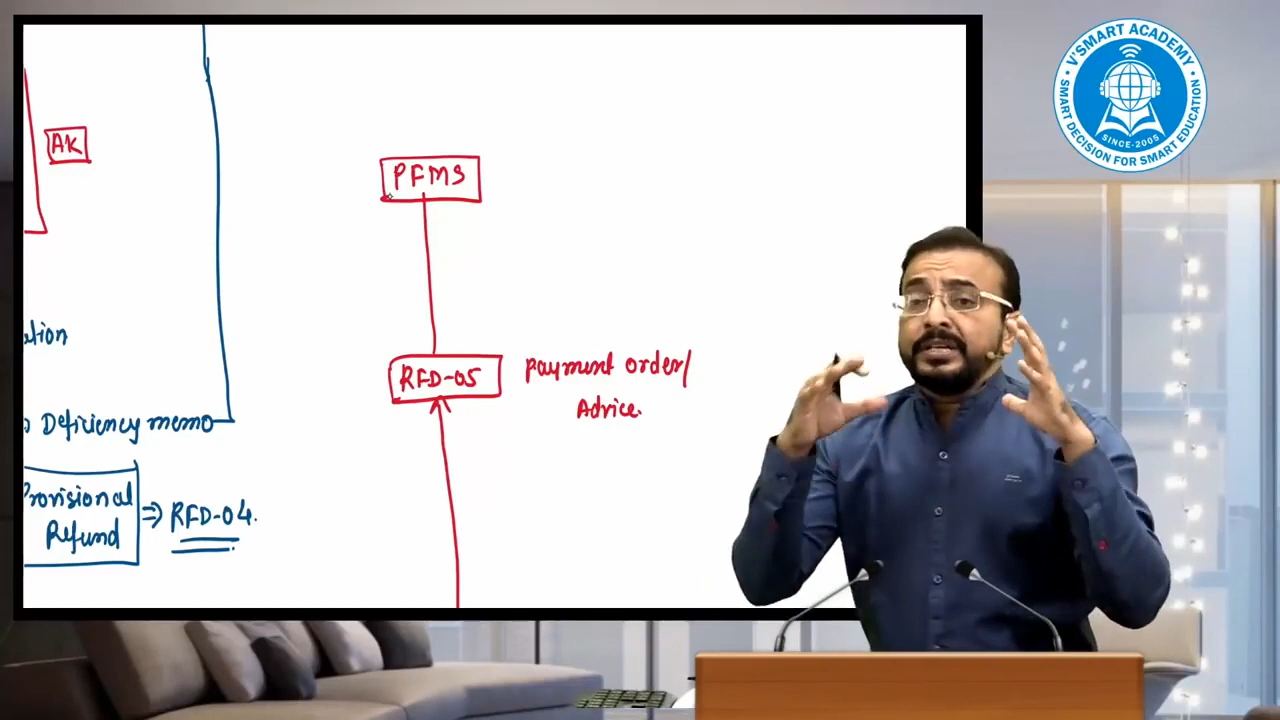 AK
PFMS
RFD-05
Payment order/
Advice.
Deficiency memo
Provisional
Refund
⇒ RFD-04.
V'SMART ACADEMY
SMART DECISION FOR SMART EDUCATION
SINCE-2005